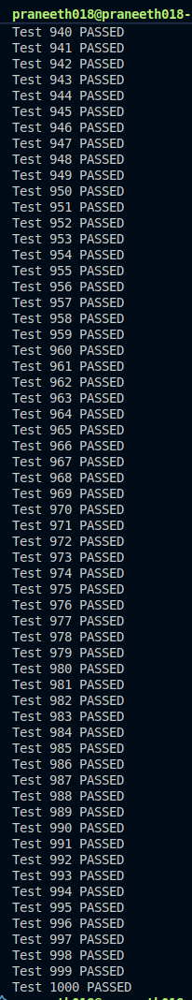 praneeth018@praneeth018-
Test 940 PASSED
Test 941 PASSED
Test 942 PASSED
Test 943 PASSED
Test 944 PASSED
Test 945 PASSED
Test 946 PASSED
Test 947 PASSED
Test 948 PASSED
Test 949 PASSED
Test 950 PASSED
Test 951 PASSED
Test 952 PASSED
Test 953 PASSED
Test 954 PASSED
Test 955 PASSED
Test 956 PASSED
Test 957 PASSED
Test 958 PASSED
Test 959 PASSED
Test 960 PASSED
Test 961 PASSED
Test 962 PASSED
Test 963 PASSED
Test 964 PASSED
Test 965 PASSED
Test 966 PASSED
Test 967 PASSED
Test 968 PASSED
Test 969 PASSED
Test 970 PASSED
Test 971 PASSED
Test 972 PASSED
Test 973 PASSED
Test 974 PASSED
Test 975 PASSED
Test 976 PASSED
Test 977 PASSED
Test 978 PASSED
Test 979 PASSED
Test 980 PASSED
Test 981 PASSED
Test 982 PASSED
Test 983 PASSED
Test 984 PASSED
Test 985 PASSED
Test 986 PASSED
Test 987 PASSED
Test 988 PASSED
Test 989 PASSED
Test 990 PASSED
Test 991 PASSED
Test 992 PASSED
Test 993 PASSED
Test 994 PASSED
Test 995 PASSED
Test 996 PASSED
Test 997 PASSED
Test 998 PASSED
Test 999 PASSED
Test 1000 PASSED